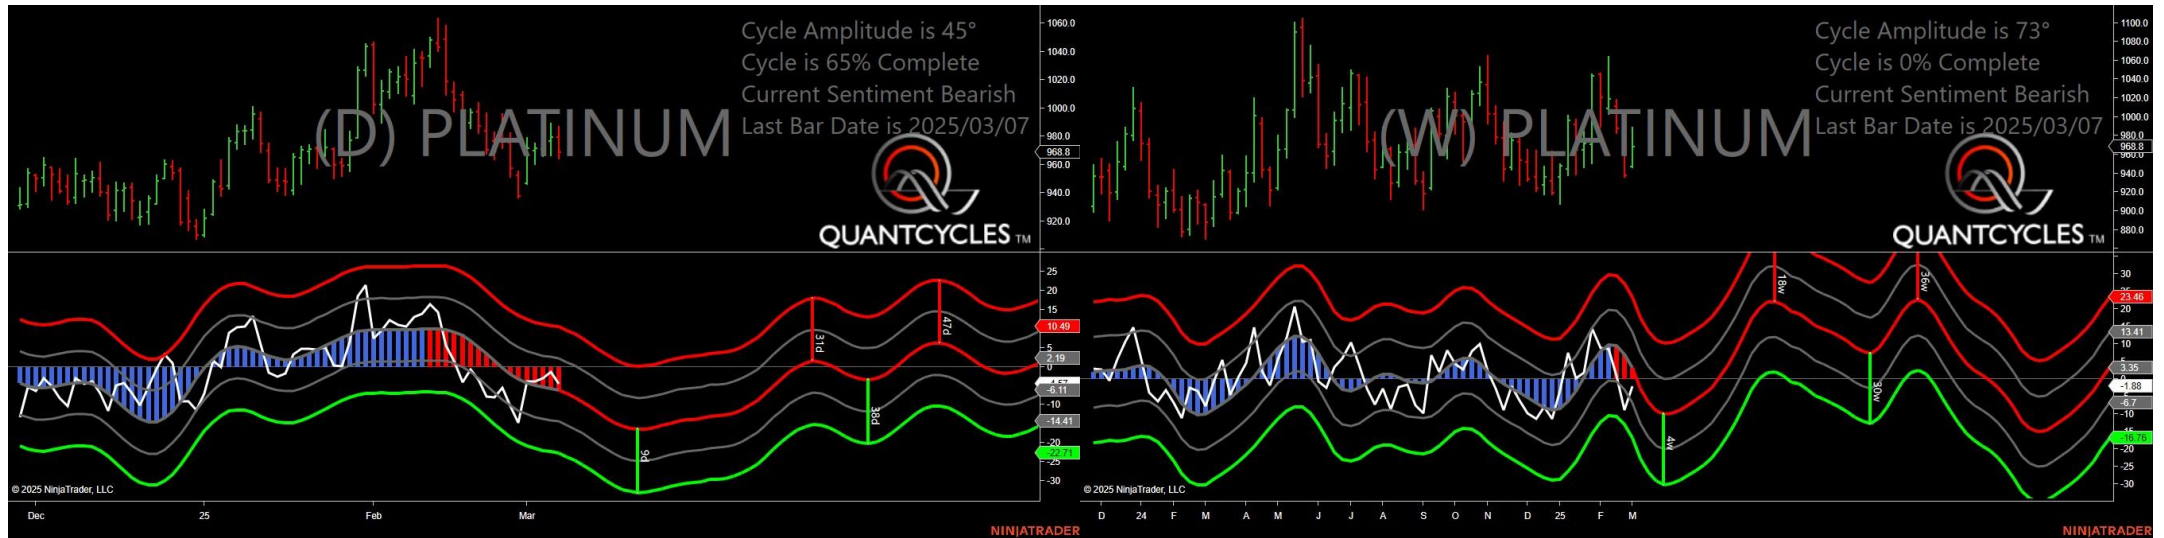 Cycle Amplitude is 45°
Cycle is 65% Complete
Current Sentiment Bearish
Last Bar Date is 2025/03/07
(D) PLATINUM
QUANTCYCLES TM
1060.0
1040.0
1020.0
1000.0
980.0
968.8
960.0
940.0
920.0
25
20
15
10.49
5
2.19
0
-6.11
-10
-14.41
-20
-22.71
-25
-30
9d
31d
38d
47d
© 2025 NinjaTrader, LLC
Dec 25 Feb Mar
NINJATRADER
Cycle Amplitude is 73°
Cycle is 0% Complete
Current Sentiment Bearish
Last Bar Date is 2025/03/07
(W) PLATINUM
QUANTCYCLES TM
1100.0
1080.0
1060.0
1040.0
1020.0
1000.0
980.0
968.8
960.0
940.0
920.0
900.0
880.0
30
23.46
13.41
10
3.35
-1.88
-6.7
-10
-16.76
-20
-25
-30
4w
18w
30w
36w
© 2025 NinjaTrader, LLC
D 24 F M A M J J A S O N D 25 F M
NINJATRADER